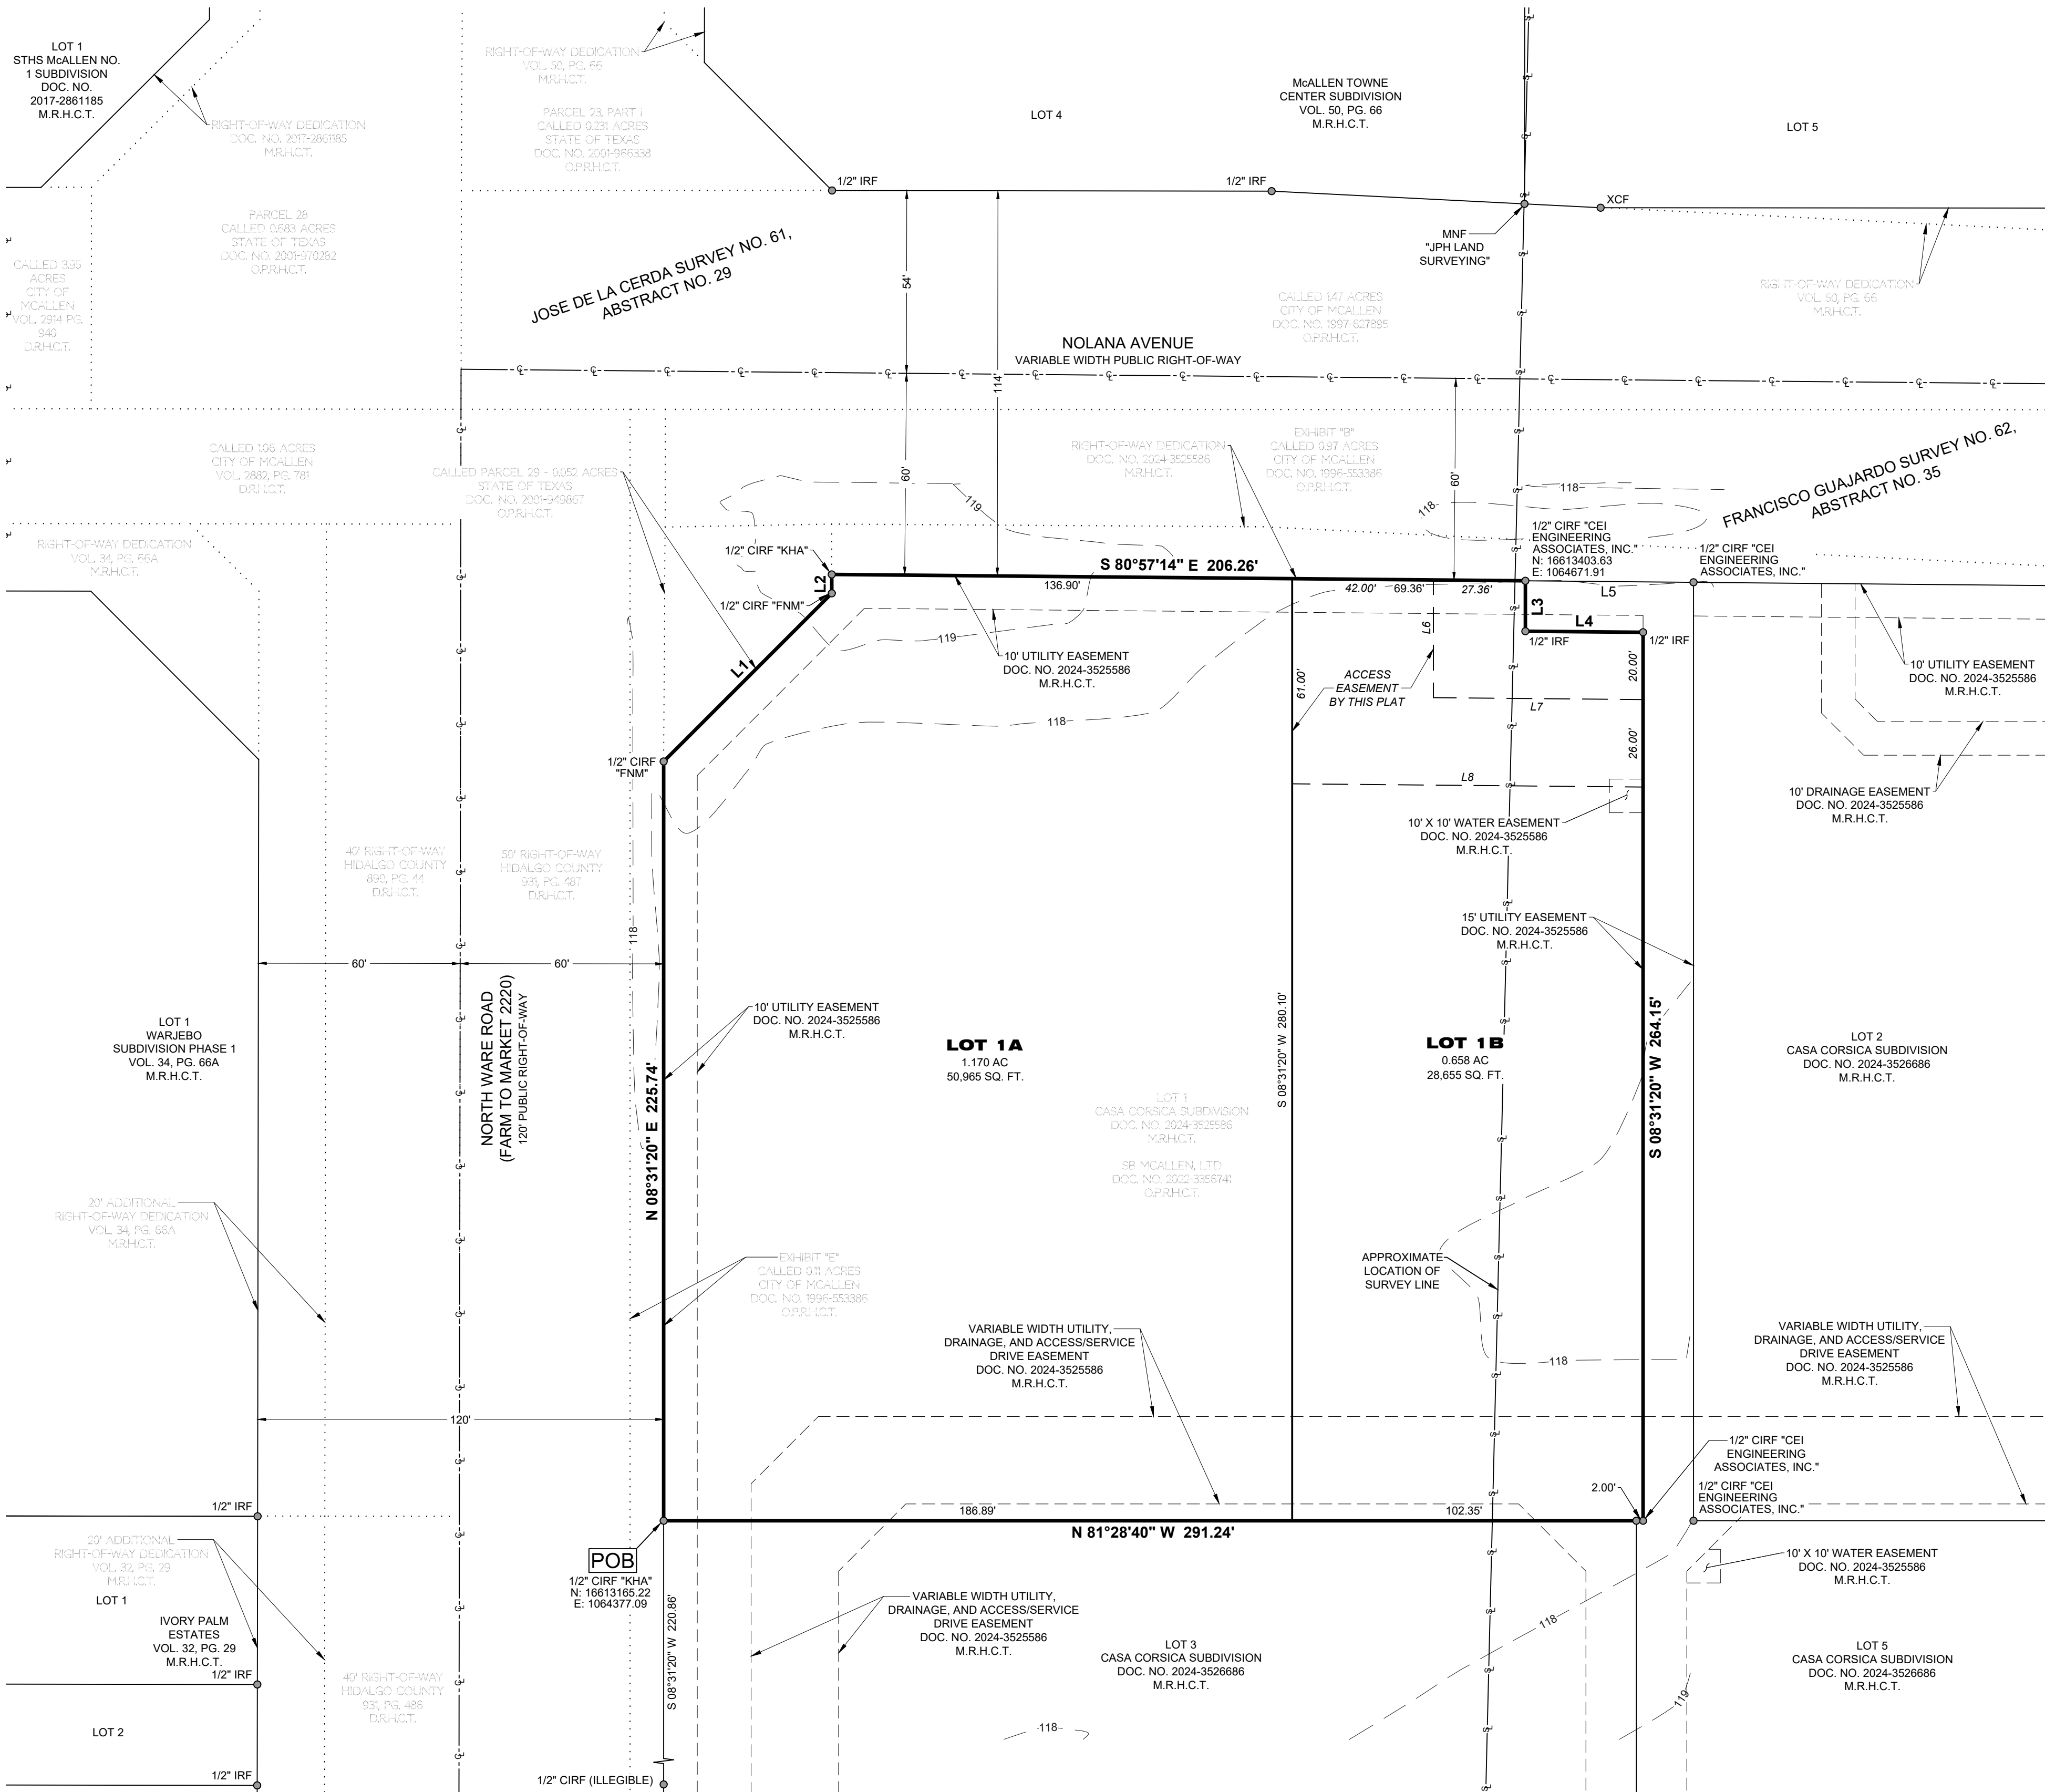 LOT 1
STHS McALLEN NO.
1 SUBDIVISION
DOC. NO.
2017-2861185
M.R.H.C.T.
RIGHT-OF-WAY DEDICATION
DOC. NO. 2017-2861185
M.R.H.C.T.
RIGHT-OF-WAY DEDICATION
VOL. 50, PG. 66
M.R.H.C.T.
PARCEL 23, PART I
CALLED 0.231 ACRES
STATE OF TEXAS
DOC. NO. 2001-966338
O.P.R.H.C.T.
LOT 4
McALLEN TOWNE
CENTER SUBDIVISION
VOL. 50, PG. 66
M.R.H.C.T.
LOT 5
1/2" IRF
1/2" IRF
XCF
MNF
"JPH LAND
SURVEYING"
PARCEL 28
CALLED 0.683 ACRES
STATE OF TEXAS
DOC. NO. 2001-970282
O.P.R.H.C.T.
CALLED 3.95
ACRES
CITY OF
MCALLEN
VOL. 2914 PG.
940
D.R.H.C.T.
JOSE DE LA CERDA SURVEY NO. 61,
ABSTRACT NO. 29
54'
114'
CALLED 1.47 ACRES
CITY OF MCALLEN
DOC. NO. 1997-627895
O.P.R.H.C.T.
RIGHT-OF-WAY DEDICATION
VOL. 50, PG. 66
M.R.H.C.T.
NOLANA AVENUE
VARIABLE WIDTH PUBLIC RIGHT-OF-WAY
CALLED 1.06 ACRES
CITY OF MCALLEN
VOL. 2882, PG. 781
D.R.H.C.T.
CALLED PARCEL 29 - 0.052 ACRES
STATE OF TEXAS
DOC. NO. 2001-949867
O.P.R.H.C.T.
60'
119
RIGHT-OF-WAY DEDICATION
DOC. NO. 2024-3525586
M.R.H.C.T.
EXHIBIT "B"
CALLED 0.97 ACRES
CITY OF MCALLEN
DOC. NO. 1996-553386
O.P.R.H.C.T.
60'
118
118
FRANCISCO GUAJARDO SURVEY NO. 62,
ABSTRACT NO. 35
RIGHT-OF-WAY DEDICATION
VOL. 34, PG. 66A
M.R.H.C.T.
1/2" CIRF "KHA"
1/2" CIRF "FNM"
L2
L1
S 80°57'14" E 206.26'
136.90'
42.00'
69.36'
27.36'
1/2" CIRF "CEI
ENGINEERING
ASSOCIATES, INC."
N: 16613403.63
E: 1064671.91
1/2" CIRF "CEI
ENGINEERING
ASSOCIATES, INC."
L5
L3
L4
1/2" IRF
1/2" IRF
L6
119
10' UTILITY EASEMENT
DOC. NO. 2024-3525586
M.R.H.C.T.
61.00'
ACCESS
EASEMENT
BY THIS PLAT
20.00'
L7
118
26.00'
10' UTILITY EASEMENT
DOC. NO. 2024-3525586
M.R.H.C.T.
1/2" CIRF
"FNM"
L8
10' DRAINAGE EASEMENT
DOC. NO. 2024-3525586
M.R.H.C.T.
10' X 10' WATER EASEMENT
DOC. NO. 2024-3525586
M.R.H.C.T.
40' RIGHT-OF-WAY
HIDALGO COUNTY
890, PG. 44
D.R.H.C.T.
50' RIGHT-OF-WAY
HIDALGO COUNTY
931, PG. 487
D.R.H.C.T.
118
60'
60'
15' UTILITY EASEMENT
DOC. NO. 2024-3525586
M.R.H.C.T.
LOT 1
WARJEBO
SUBDIVISION PHASE 1
VOL. 34, PG. 66A
M.R.H.C.T.
NORTH WARE ROAD
(FARM TO MARKET 2220)
120' PUBLIC RIGHT-OF-WAY
N 08°31'20" E 225.74'
10' UTILITY EASEMENT
DOC. NO. 2024-3525586
M.R.H.C.T.
LOT 1A
1.170 AC
50,965 SQ. FT.
S 08°31'20" W 280.10'
LOT 1B
0.658 AC
28,655 SQ. FT.
S 08°31'20" W 264.15'
LOT 2
CASA CORSICA SUBDIVISION
DOC. NO. 2024-3526686
M.R.H.C.T.
LOT 1
CASA CORSICA SUBDIVISION
DOC. NO. 2024-3525586
M.R.H.C.T.
SB MCALLEN, LTD
DOC. NO. 2022-3356741
O.P.R.H.C.T.
20' ADDITIONAL
RIGHT-OF-WAY DEDICATION
VOL. 34, PG. 66A
M.R.H.C.T.
EXHIBIT "E"
CALLED 0.11 ACRES
CITY OF MCALLEN
DOC. NO. 1996-553386
O.P.R.H.C.T.
APPROXIMATE
LOCATION OF
SURVEY LINE
VARIABLE WIDTH UTILITY,
DRAINAGE, AND ACCESS/SERVICE
DRIVE EASEMENT
DOC. NO. 2024-3525586
M.R.H.C.T.
118
VARIABLE WIDTH UTILITY,
DRAINAGE, AND ACCESS/SERVICE
DRIVE EASEMENT
DOC. NO. 2024-3525586
M.R.H.C.T.
120'
1/2" CIRF "CEI
ENGINEERING
ASSOCIATES, INC."
2.00'
1/2" CIRF "CEI
ENGINEERING
ASSOCIATES, INC."
1/2" IRF
186.89'
102.35'
N 81°28'40" W 291.24'
20' ADDITIONAL
RIGHT-OF-WAY DEDICATION
VOL. 32, PG. 29
M.R.H.C.T.
LOT 1
IVORY PALM
ESTATES
VOL. 32, PG. 29
M.R.H.C.T.
1/2" IRF
POB
1/2" CIRF "KHA"
N: 16613165.22
E: 1064377.09
10' X 10' WATER EASEMENT
DOC. NO. 2024-3525586
M.R.H.C.T.
S 08°31'20" W 220.86'
VARIABLE WIDTH UTILITY,
DRAINAGE, AND ACCESS/SERVICE
DRIVE EASEMENT
DOC. NO. 2024-3525586
M.R.H.C.T.
118
LOT 3
CASA CORSICA SUBDIVISION
DOC. NO. 2024-3526686
M.R.H.C.T.
LOT 5
CASA CORSICA SUBDIVISION
DOC. NO. 2024-3526686
M.R.H.C.T.
40' RIGHT-OF-WAY
HIDALGO COUNTY
931, PG. 486
D.R.H.C.T.
119
LOT 2
118
1/2" IRF
1/2" CIRF (ILLEGIBLE)